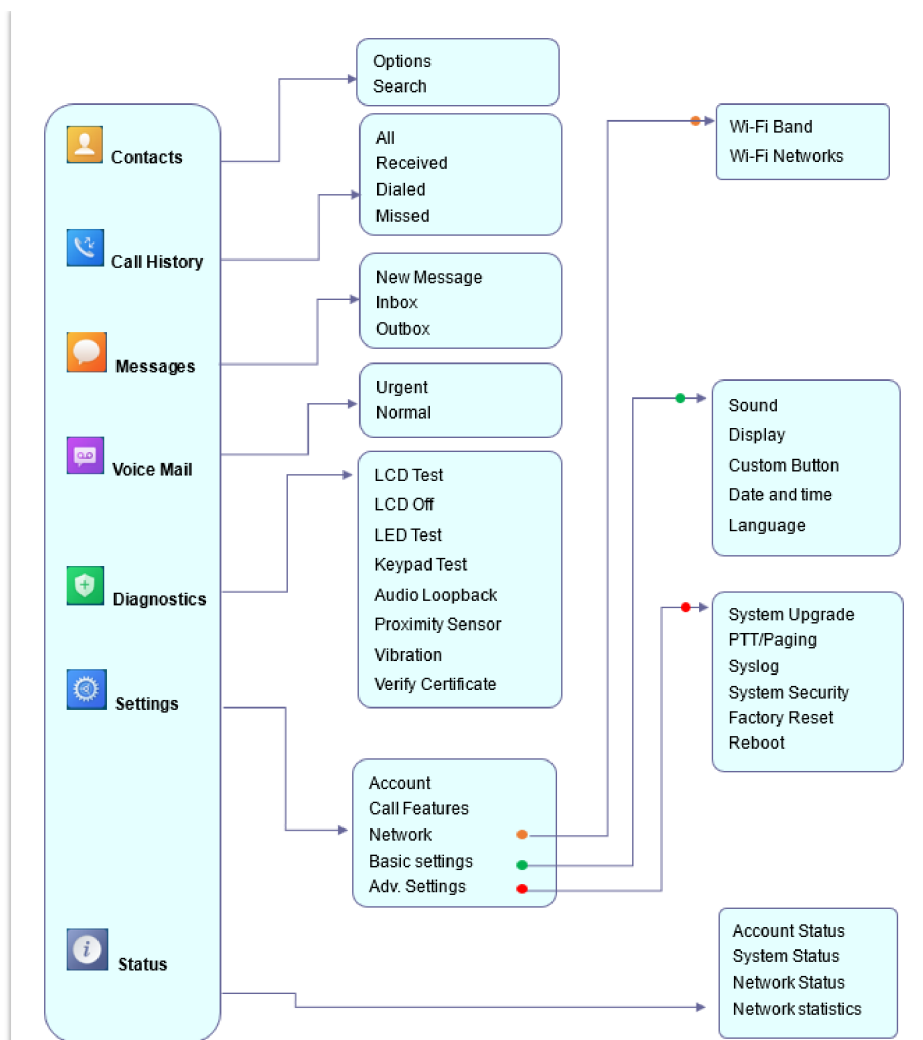 Contacts
Call History
Messages
Voice Mail
Diagnostics
Settings
Status
Options
Search
All
Received
Dialed
Missed
New Message
Inbox
Outbox
Urgent
Normal
LCD Test
LCD Off
LED Test
Keypad Test
Audio Loopback
Proximity Sensor
Vibration
Verify Certificate
Account
Call Features
Network
Basic settings
Adv. Settings
Wi-Fi Band
Wi-Fi Networks
Sound
Display
Custom Button
Date and time
Language
System Upgrade
PTT/Paging
Syslog
System Security
Factory Reset
Reboot
Account Status
System Status
Network Status
Network statistics